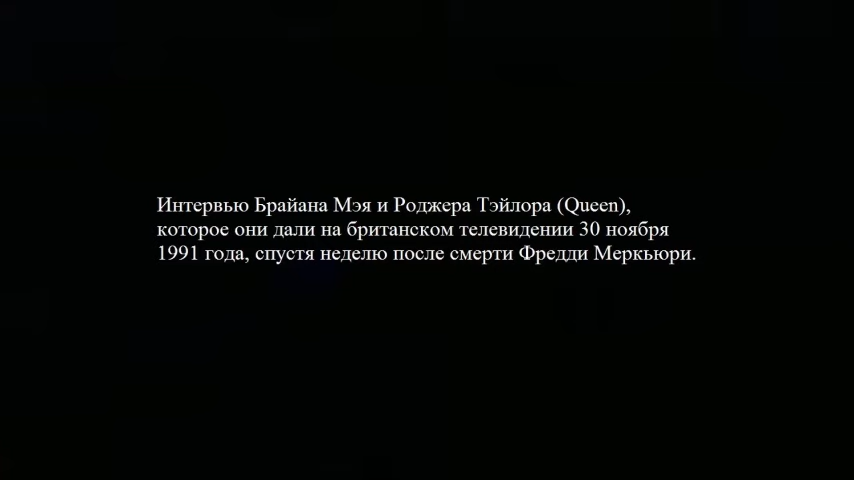 Интервью Брайана Мэя и Роджера Тэйлора (Queen),
которое они дали на британском телевидении 30 ноября
1991 года, спустя неделю после смерти Фредди Меркьюри.